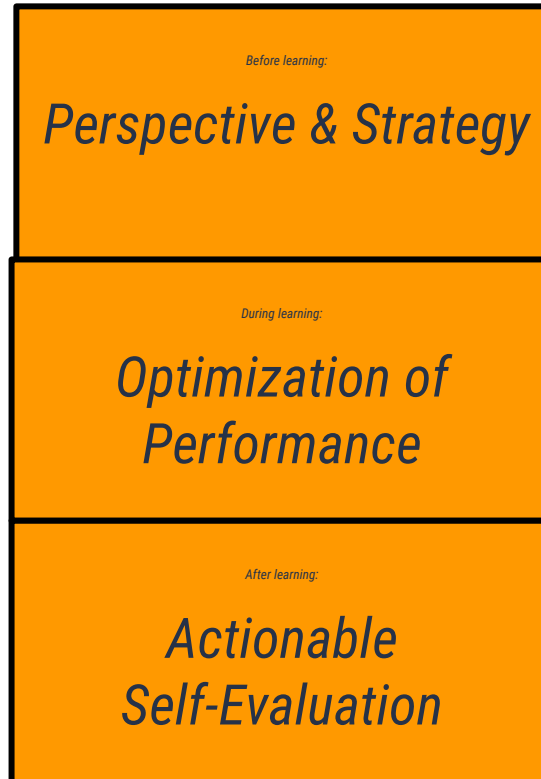 Before learning:
Perspective & Strategy
During learning:
Optimization of
Performance
After learning:
Actionable
Self-Evaluation